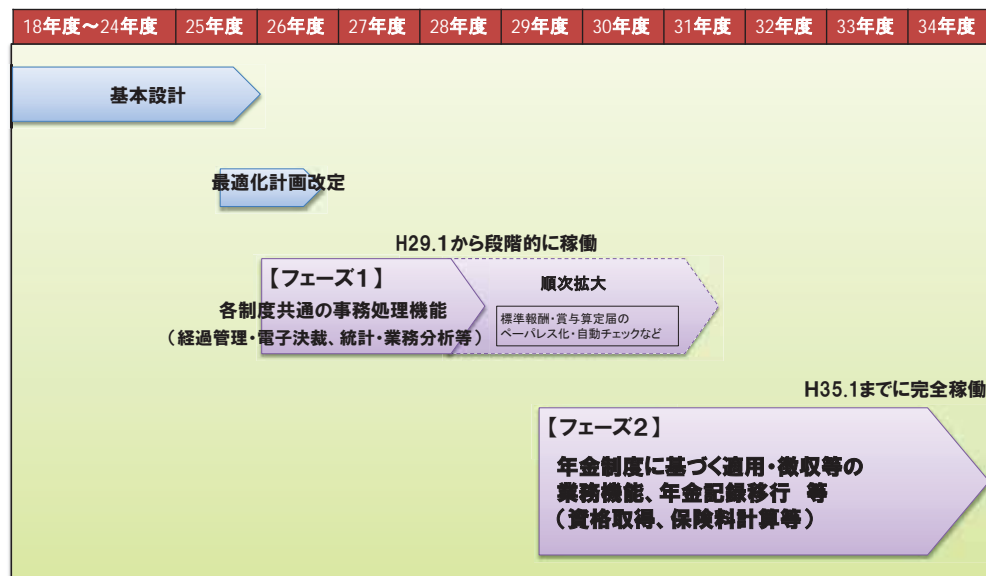 18年度～24年度 25年度 26年度 27年度 28年度 29年度 30年度 31年度 32年度 33年度 34年度
基本設計
最適化計画改定
H29.1から段階的に稼働
【フェーズ1】
各制度共通の事務処理機能
（経過管理・電子決裁、統計・業務分析等）
順次拡大
標準報酬・賞与算定届の
ペーパレス化・自動チェックなど
H35.1までに完全稼働
【フェーズ2】
年金制度に基づく適用・徴収等の
業務機能、年金記録移行 等
（資格取得、保険料計算等）